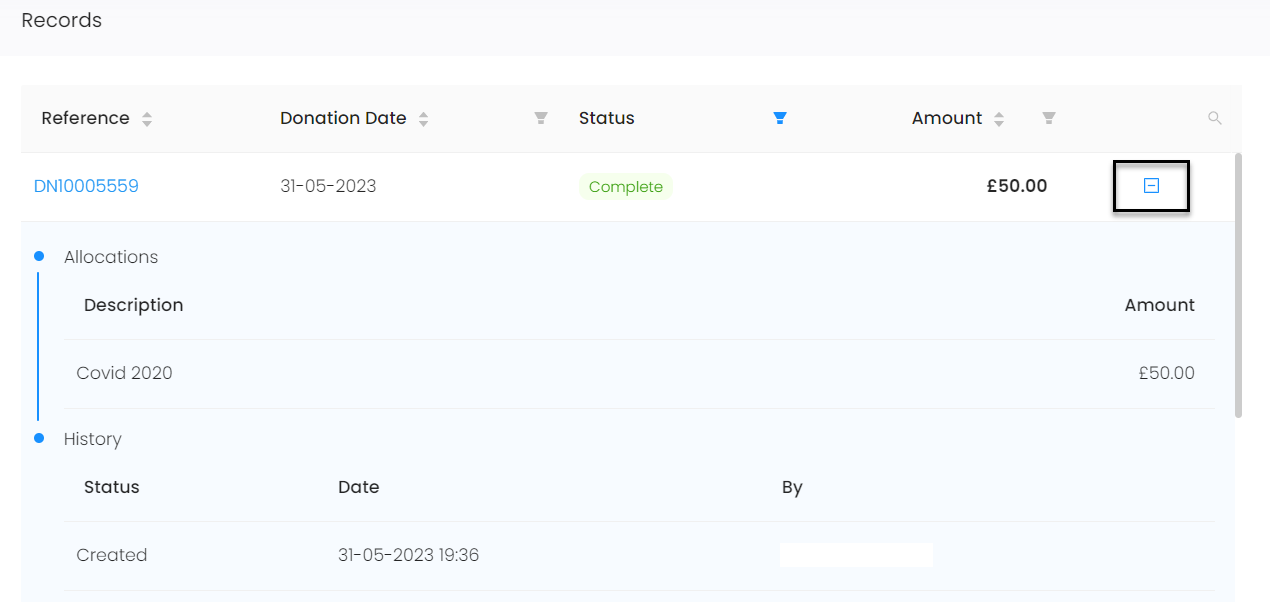 Records
Reference Donation Date Status Amount
DN10005559 31-05-2023 Complete £50.00
Allocations
Description Amount
Covid 2020 £50.00
History
Status Date By
Created 31-05-2023 19:36